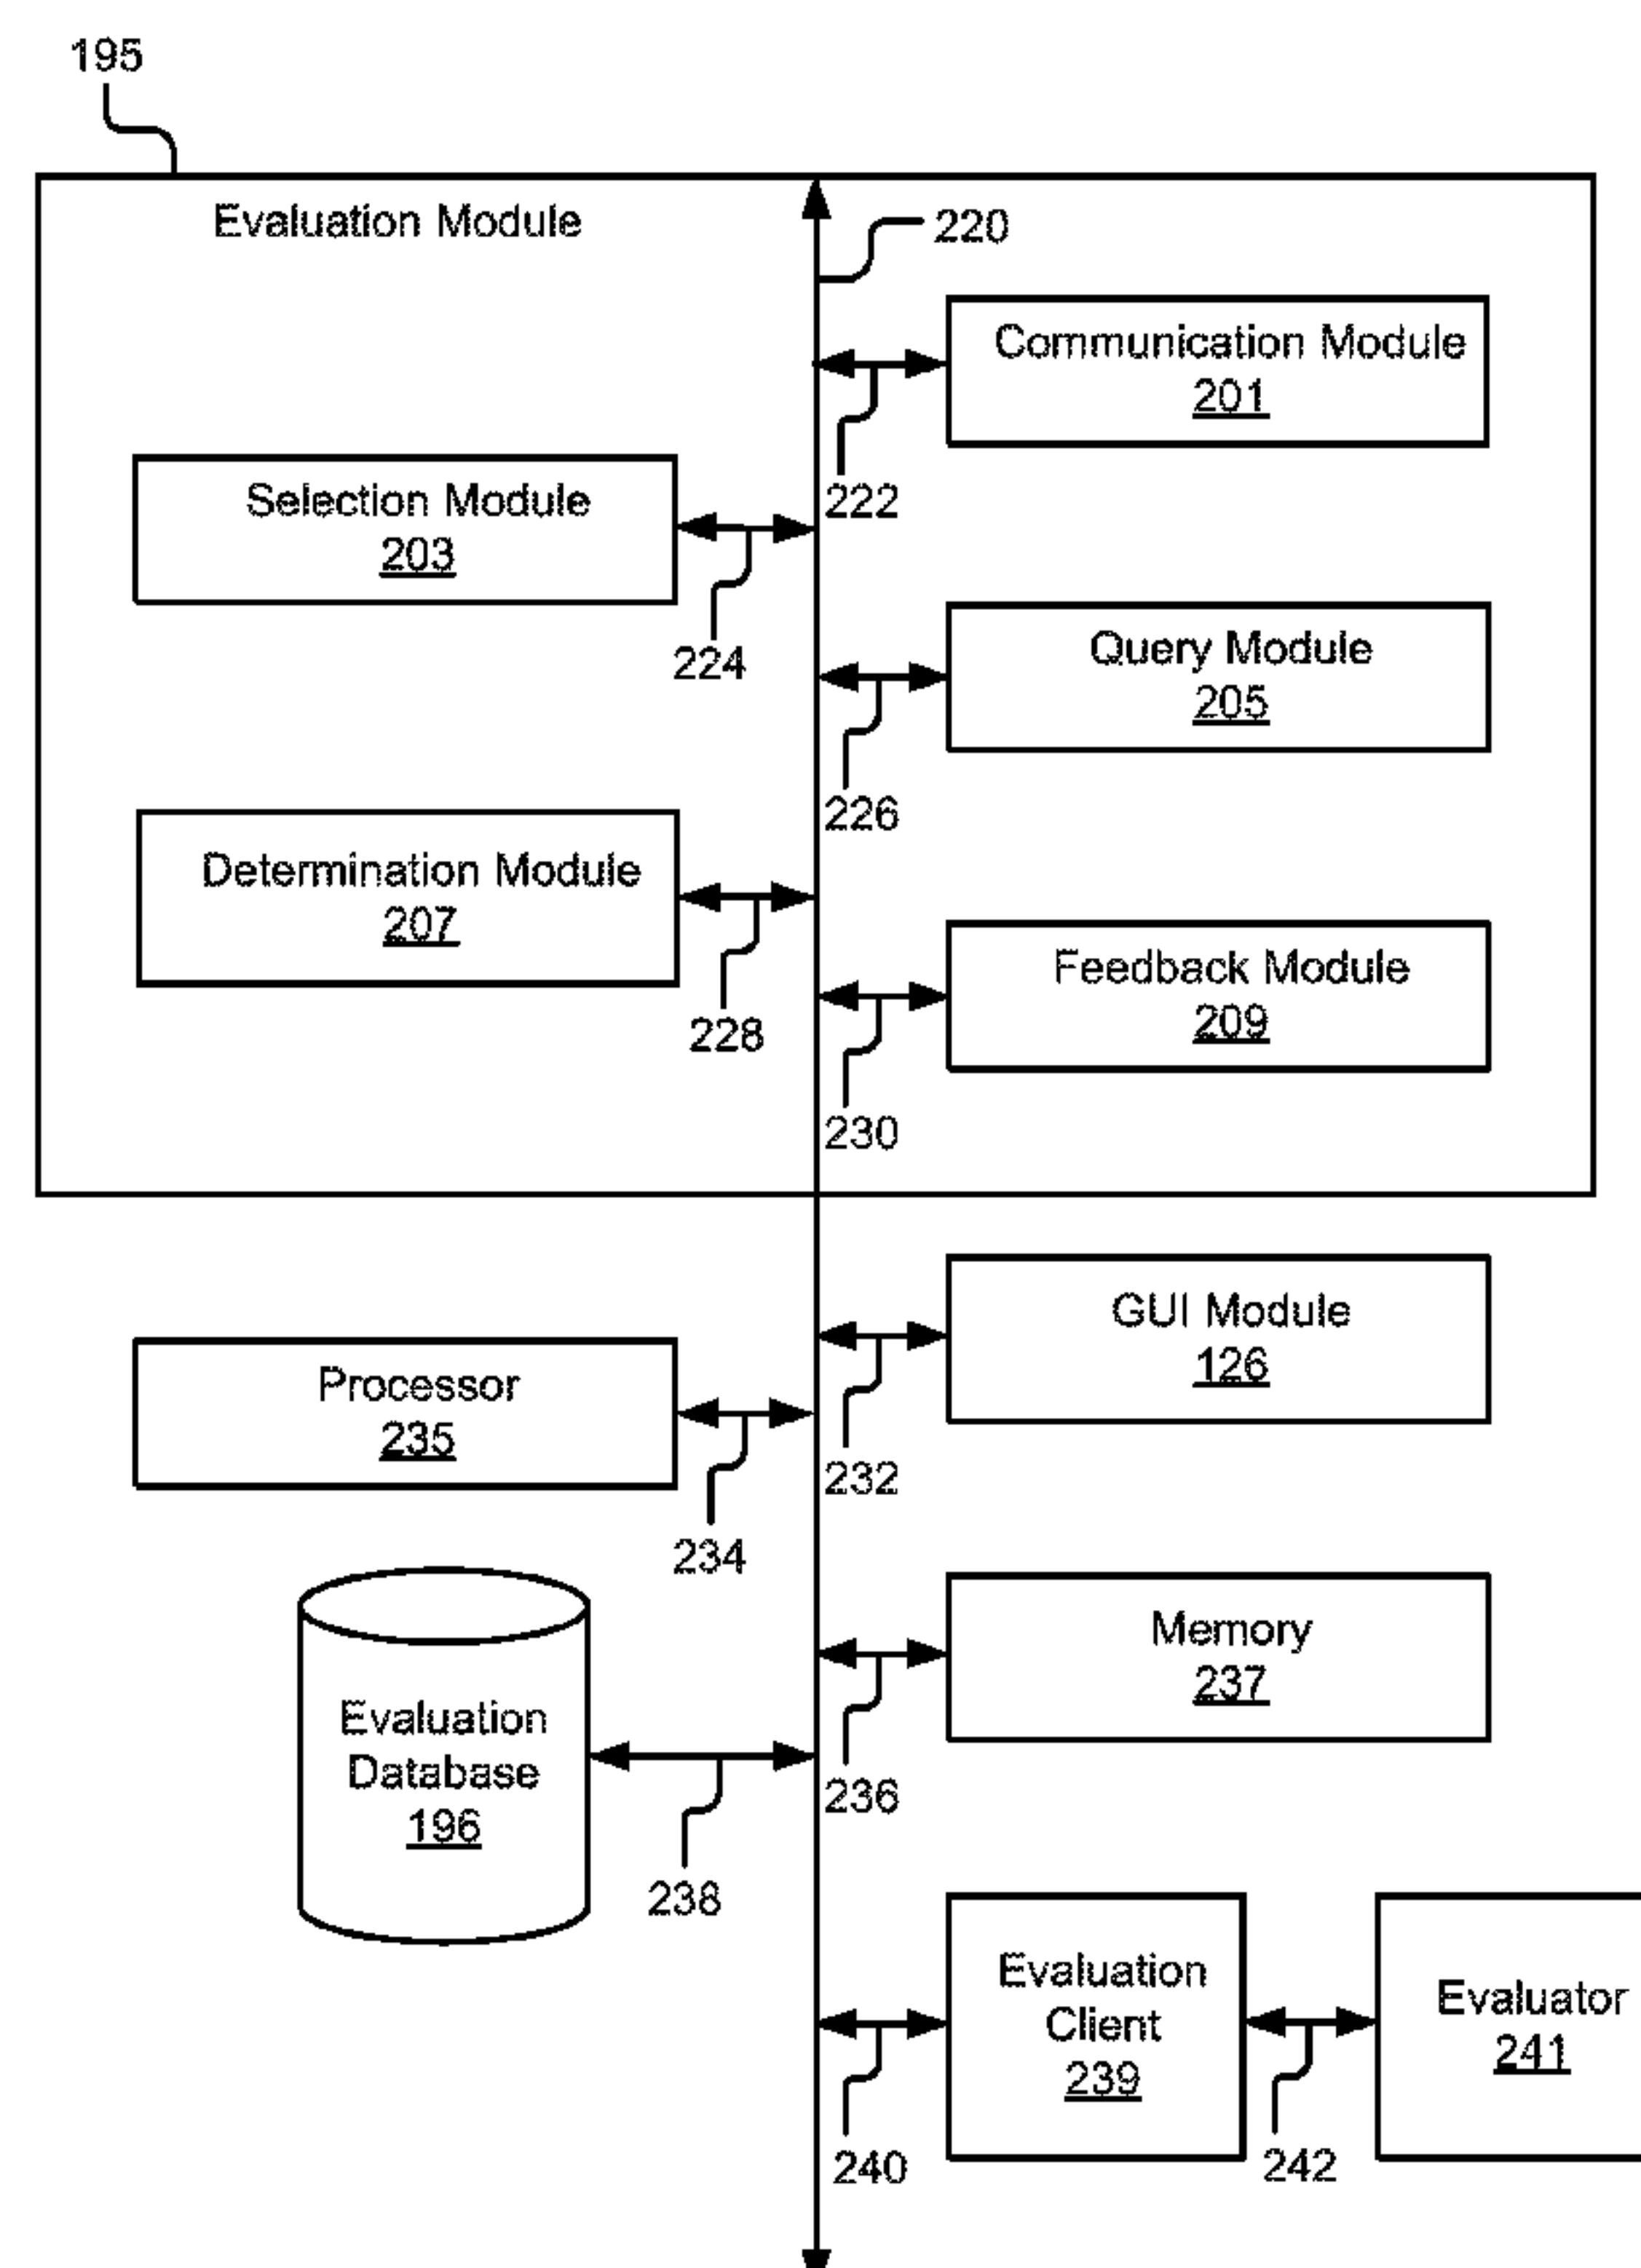 195
Evaluation Module
220
Communication Module
201
222
Selection Module
203
224
Query Module
205
226
Determination Module
207
228
Feedback Module
209
230
GUI Module
126
232
Processor
235
234
Memory
237
236
Evaluation
Database
196
238
Evaluation
Client
239
240
Evaluator
241
242